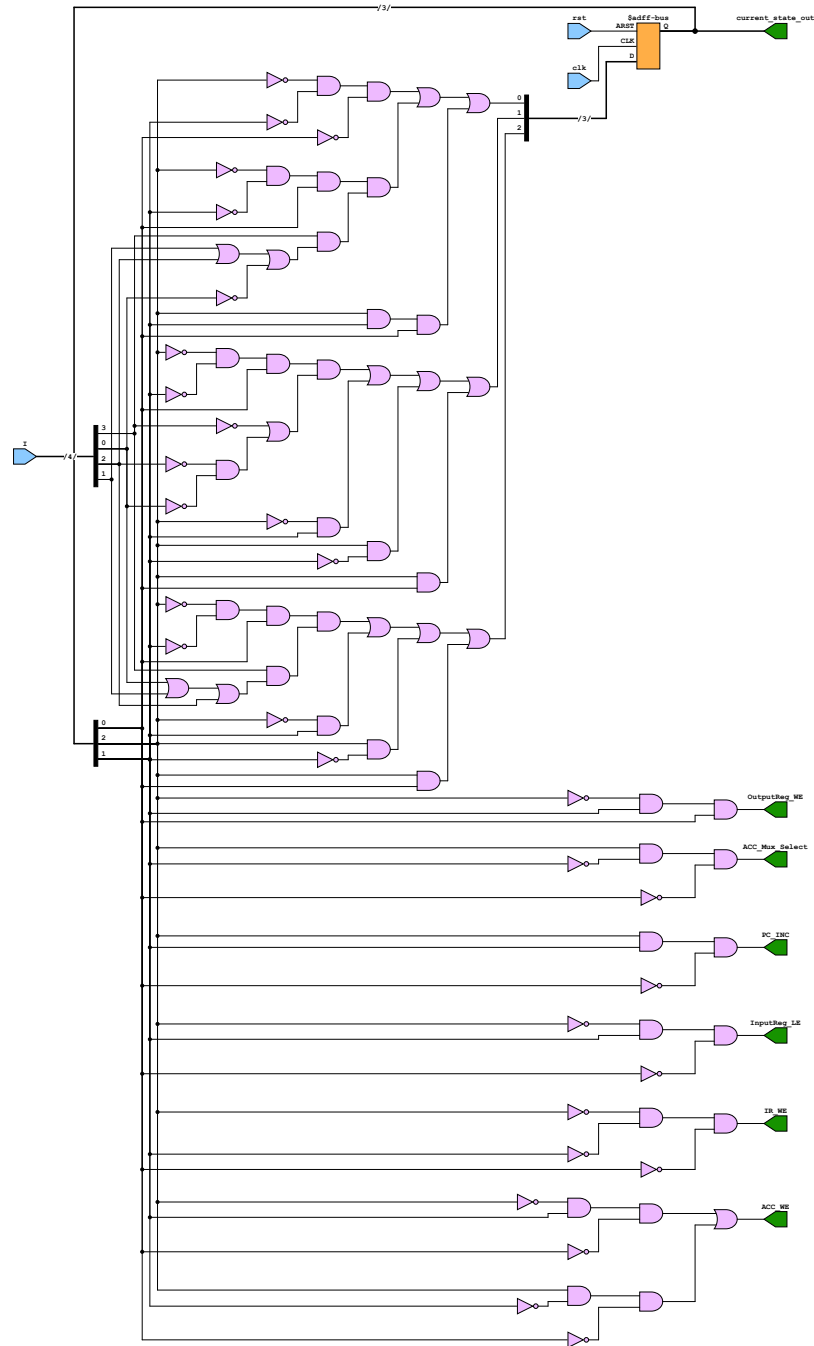 /3/
rst
$adff-bus
ARST
Q
CLK
D
current_state_out
clk
0
1
2
/3/
I
/4/
3
0
2
1
0
2
1
OutputReg_WE
ACC_Mux_Select
PC_INC
InputReg_LE
IR_WE
ACC_WE